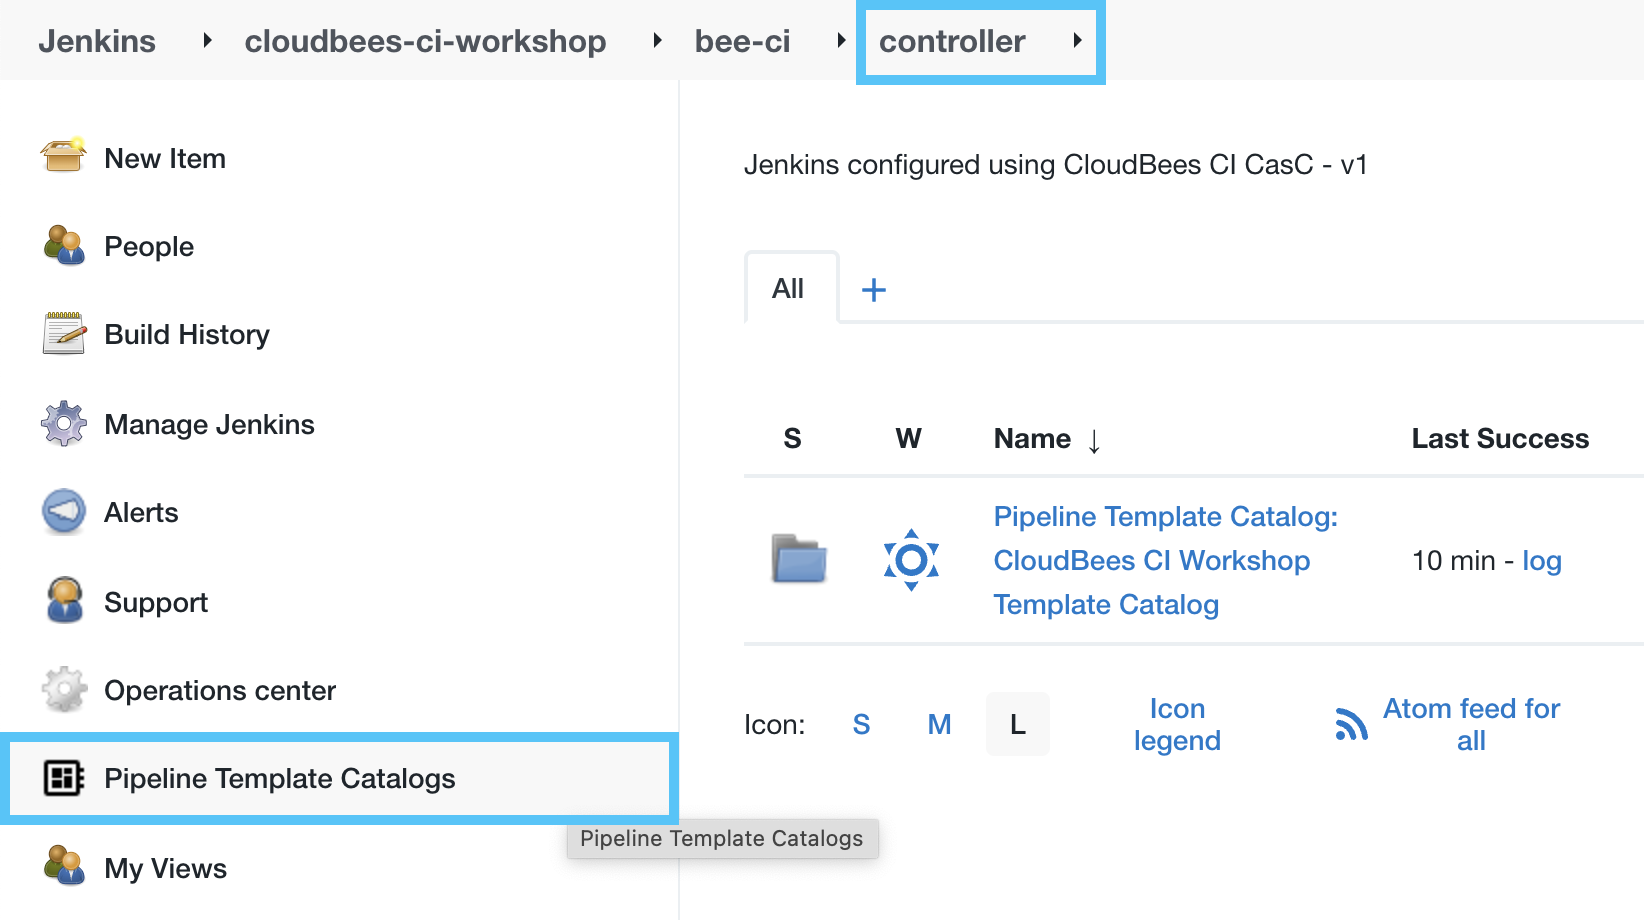 Jenkins cloudbees-ci-workshop bee-ci controller
New Item
People
Build History
Manage Jenkins
Alerts
Support
Operations center
Pipeline Template Catalogs
Pipeline Template Catalogs
My Views
Jenkins configured using CloudBees CI CasC - v1
All +
S W Name ↓ Last Success
Pipeline Template Catalog:
CloudBees CI Workshop
Template Catalog
10 min - log
Icon: S M L
Icon
legend
Atom feed for
all